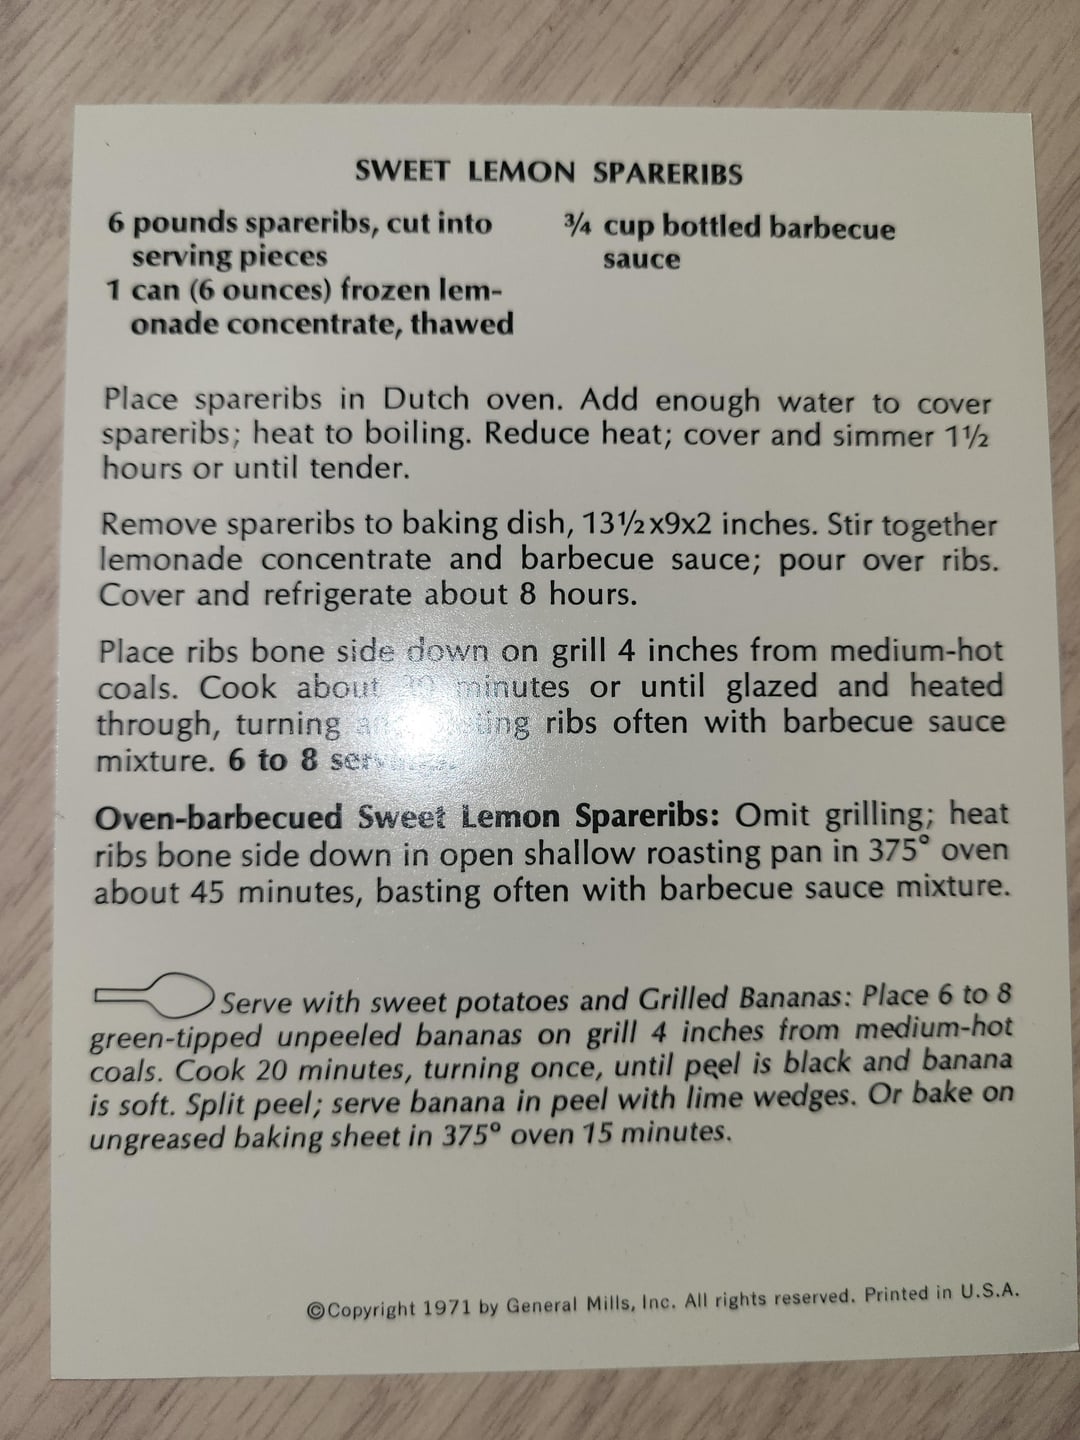 SWEET LEMON SPARERIBS
6 pounds spareribs, cut into
serving pieces
1 can (6 ounces) frozen lem-
onade concentrate, thawed
¾ cup bottled barbecue
sauce
Place spareribs in Dutch oven. Add enough water to cover
spareribs; heat to boiling. Reduce heat; cover and simmer 1½
hours or until tender.
Remove spareribs to baking dish, 13½x9x2 inches. Stir together
lemonade concentrate and barbecue sauce; pour over ribs.
Cover and refrigerate about 8 hours.
Place ribs bone side down on grill 4 inches from medium-hot
coals. Cook about minutes or until glazed and heated
through, turning ribs often with barbecue sauce
mixture. 6 to 8
Oven-barbecued Sweet Lemon Spareribs: Omit grilling; heat
ribs bone side down in open shallow roasting pan in 375° oven
about 45 minutes, basting often with barbecue sauce mixture.
Serve with sweet potatoes and Grilled Bananas: Place 6 to 8
green-tipped unpeeled bananas on grill 4 inches from medium-hot
coals. Cook 20 minutes, turning once, until peel is black and banana
is soft. Split peel; serve banana in peel with lime wedges. Or bake on
ungreased baking sheet in 375° oven 15 minutes.
©Copyright 1971 by General Mills, Inc. All rights reserved. Printed in U.S.A.